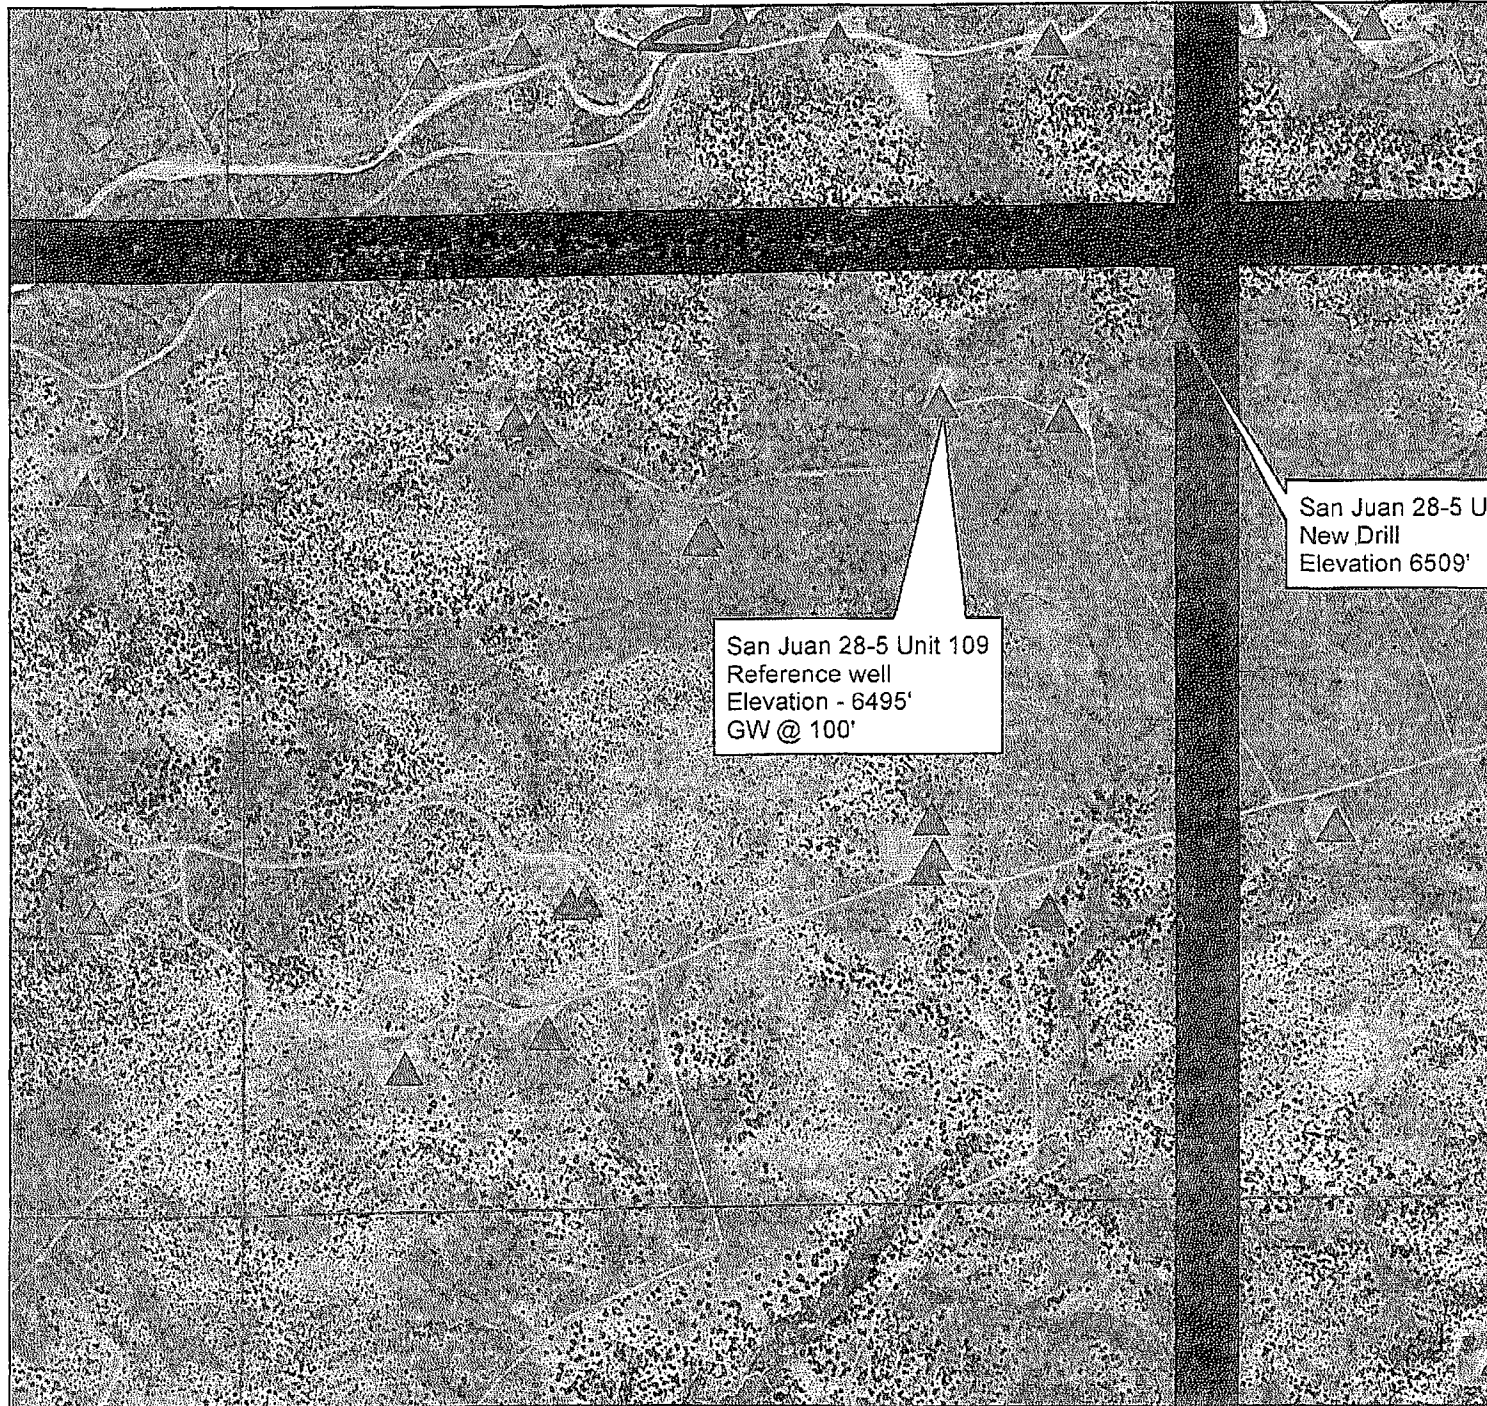 San Juan 28-5 U
New Drill
Elevation 6509'
San Juan 28-5 Unit 109
Reference well
Elevation - 6495'
GW @ 100'